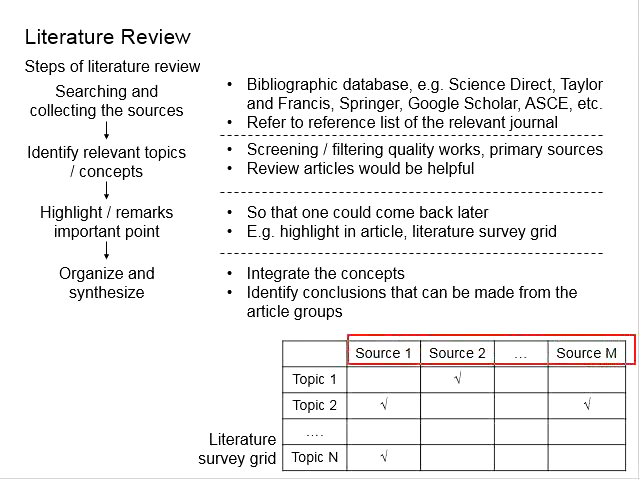 Literature Review
Steps of literature review
Searching and
collecting the sources
• Bibliographic database, e.g. Science Direct, Taylor
and Francis, Springer, Google Scholar, ASCE, etc.
• Refer to reference list of the relevant journal
Identify relevant topics
/ concepts
• Screening / filtering quality works, primary sources
• Review articles would be helpful
Highlight / remarks
important point
• So that one could come back later
• E.g. highlight in article, literature survey grid
Organize and
synthesize
• Integrate the concepts
• Identify conclusions that can be made from the
article groups
Source 1 Source 2 ... Source M
Topic 1 √
Topic 2 √ √
....
Topic N √
Literature
survey grid